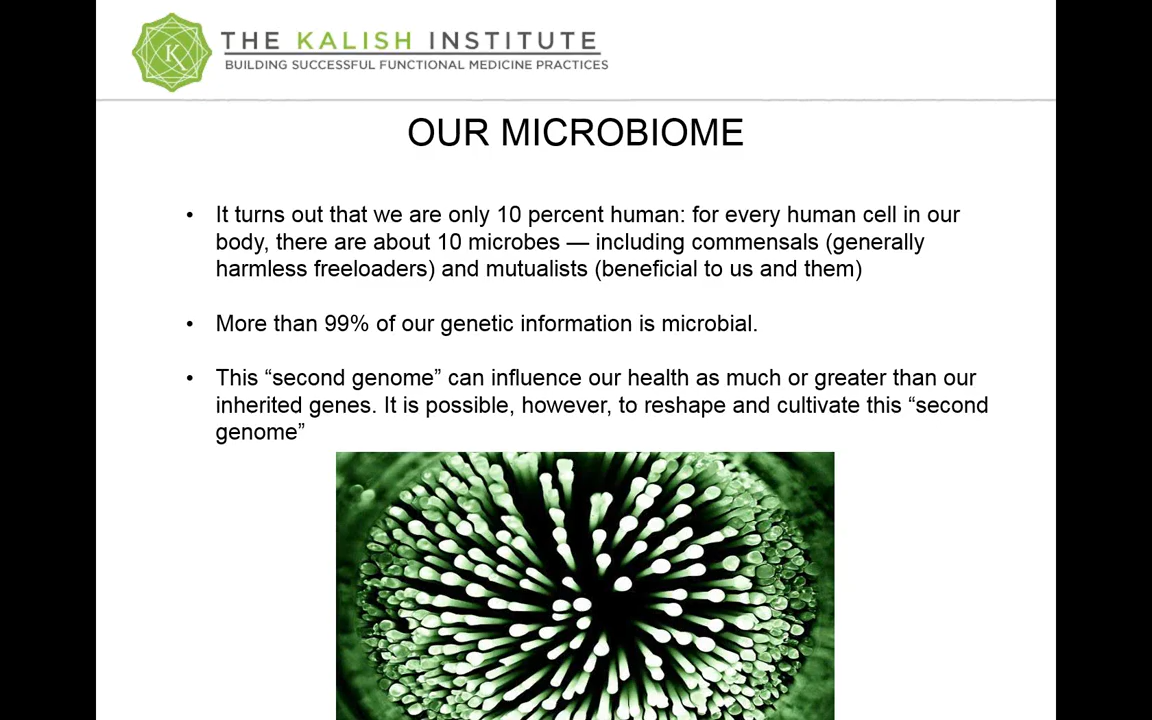 K
THE KALISH INSTITUTE
BUILDING SUCCESSFUL FUNCTIONAL MEDICINE PRACTICES
OUR MICROBIOME
• It turns out that we are only 10 percent human: for every human cell in our
body, there are about 10 microbes — including commensals (generally
harmless freeloaders) and mutualists (beneficial to us and them)
• More than 99% of our genetic information is microbial.
• This “second genome” can influence our health as much or greater than our
inherited genes. It is possible, however, to reshape and cultivate this “second
genome”